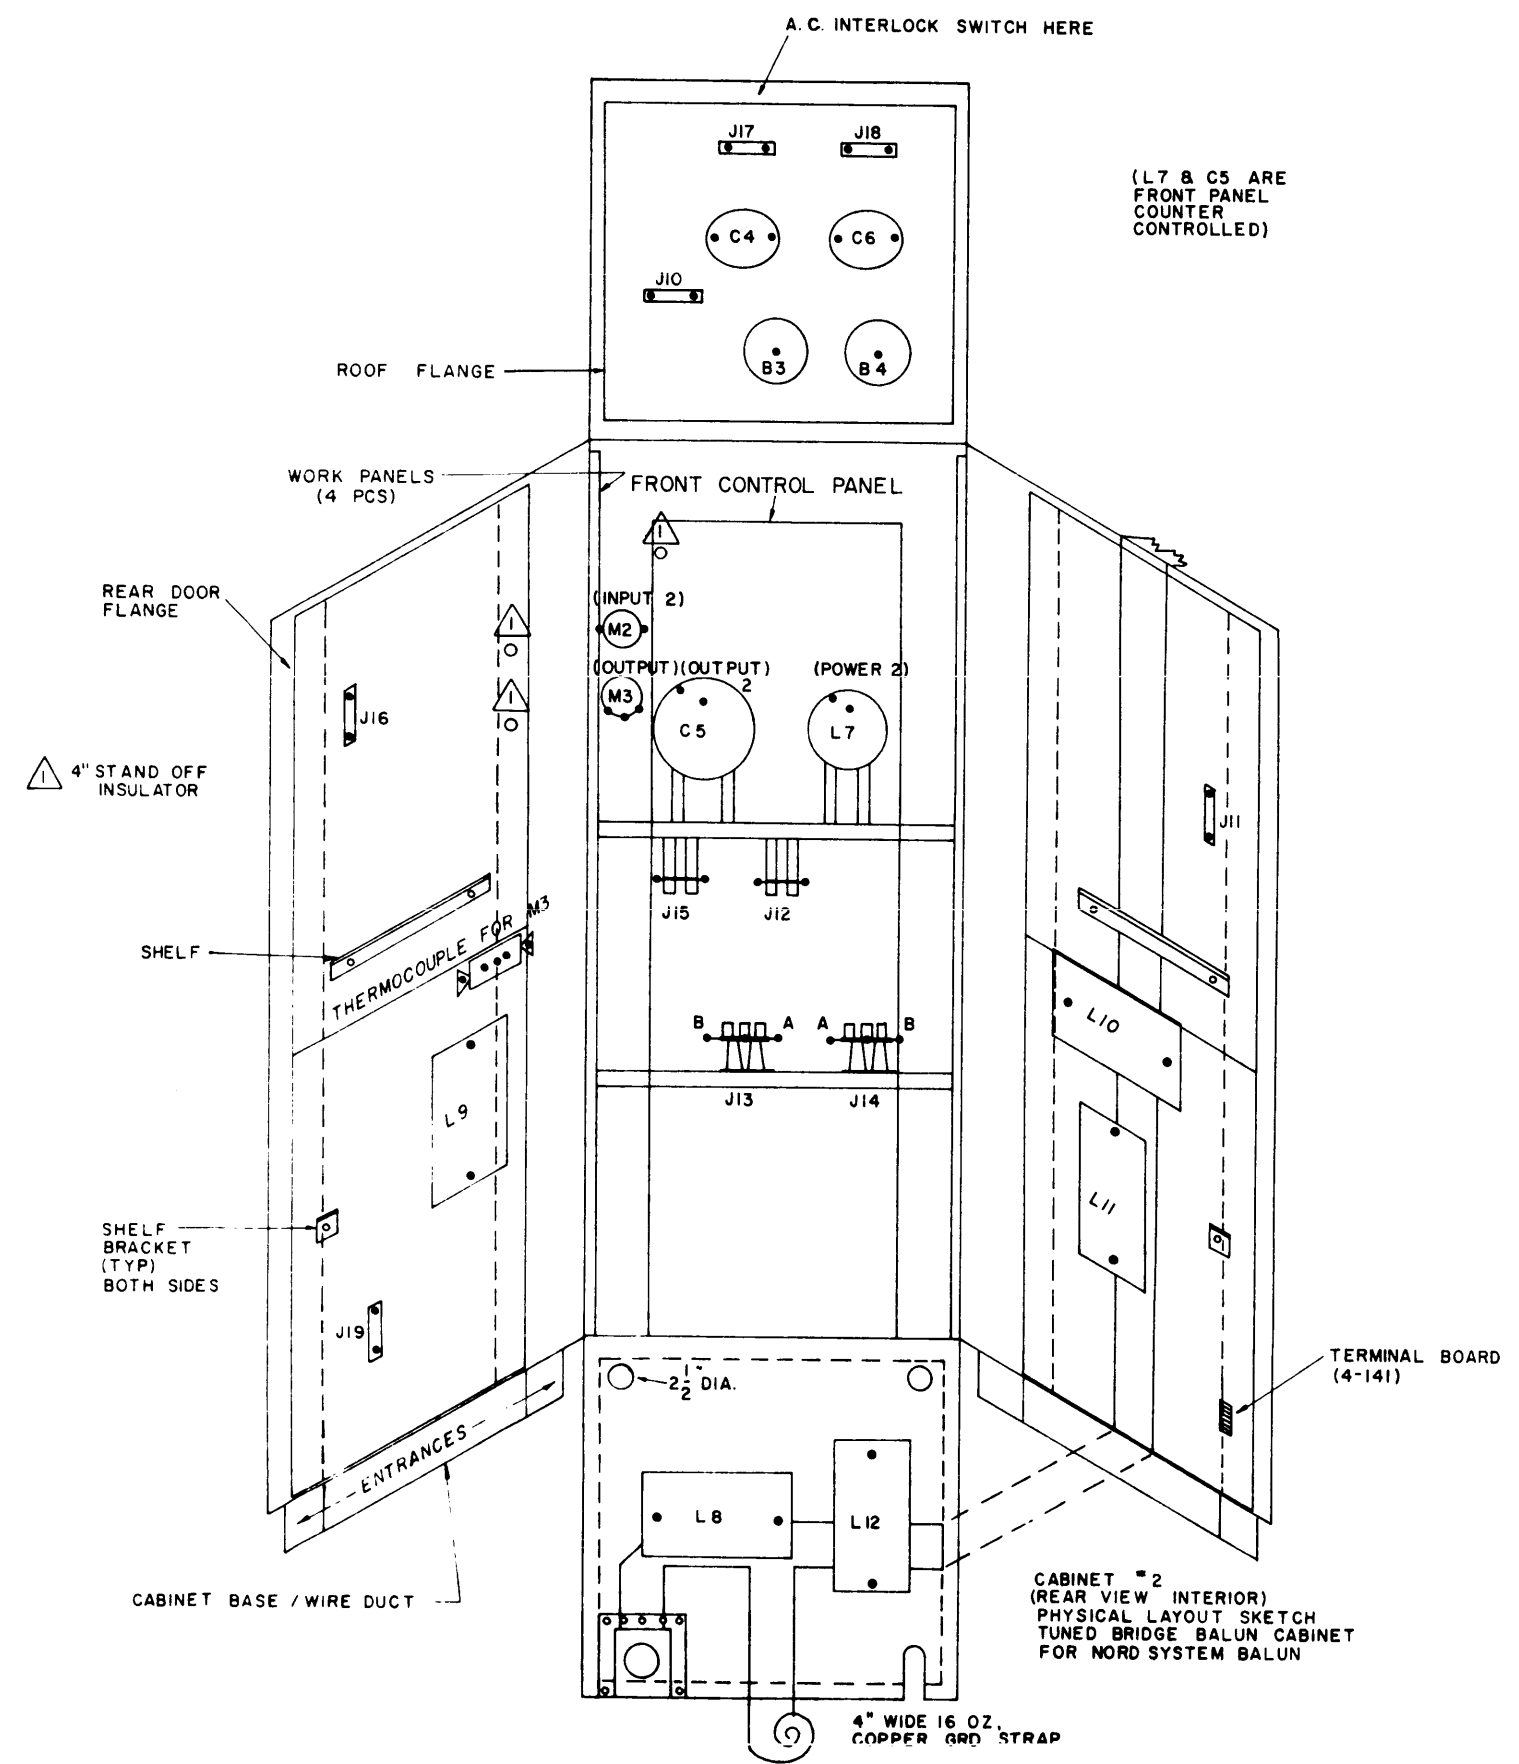 A.C. INTERLOCK SWITCH HERE
J17
J18
(L7 & C5 ARE
FRONT PANEL
COUNTER
CONTROLLED)
C4
C6
J10
B3
B4
ROOF FLANGE
WORK PANELS
(4 PCS)
FRONT CONTROL PANEL
1
REAR DOOR
FLANGE
1
(INPUT 2)
M2
1
(OUTPUT)
(OUTPUT)
2
(POWER 2)
M3
C5
L7
J16
1
4" STAND OFF
INSULATOR
J11
J15
J12
SHELF
THERMOCOUPLE FOR M3
L10
B
A
A
B
J13
J14
L9
L11
SHELF
BRACKET
(TYP)
BOTH SIDES
J19
2 1/2" DIA.
TERMINAL BOARD
(4-141)
ENTRANCES
L8
L12
CABINET BASE / WIRE DUCT
CABINET #2
(REAR VIEW INTERIOR)
PHYSICAL LAYOUT SKETCH
TUNED BRIDGE BALUN CABINET
FOR NORD SYSTEM BALUN
4" WIDE 16 OZ.
COPPER GRD STRAP